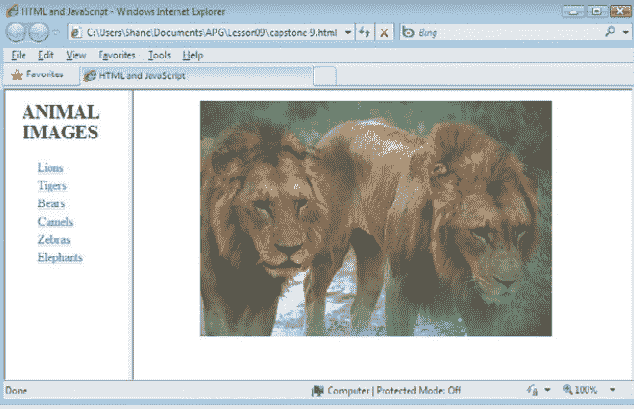 HTML and JavaScript - Windows Internet Explorer
C:\Users\Shane\Documents\APG\Lesson09\capstone-9.html
Bing
File Edit View Favorites Tools Help
Favorites HTML and JavaScript
ANIMAL
IMAGES
Lions
Tigers
Bears
Camels
Zebras
Elephants
Done Computer | Protected Mode: Off 100%